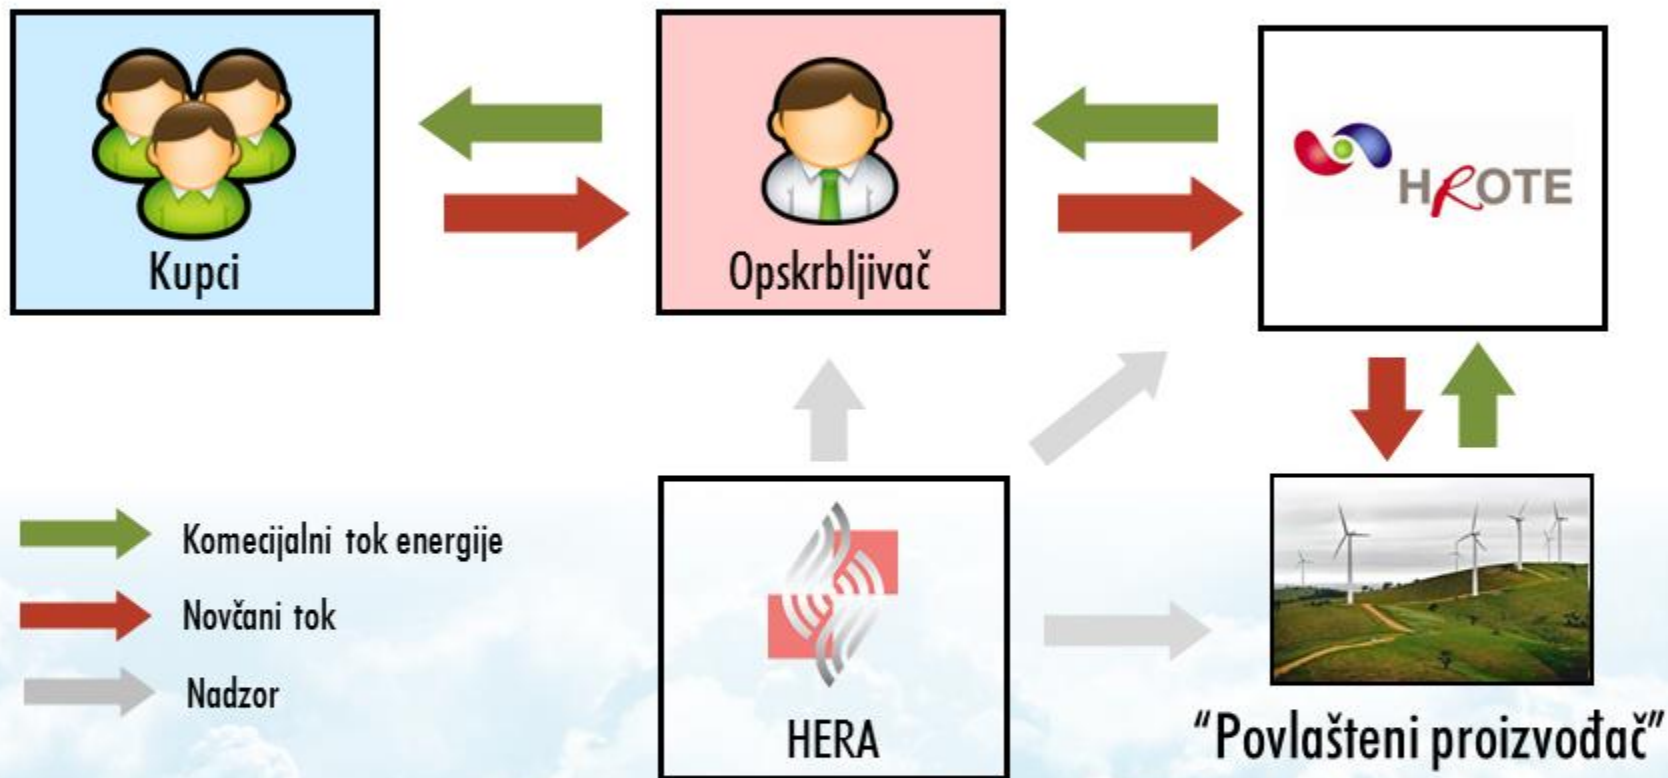 Kupci
Opskrbljivač
HROTE
Komecijalni tok energije
Novčani tok
Nadzor
HERA
“Povlašteni proizvođač”